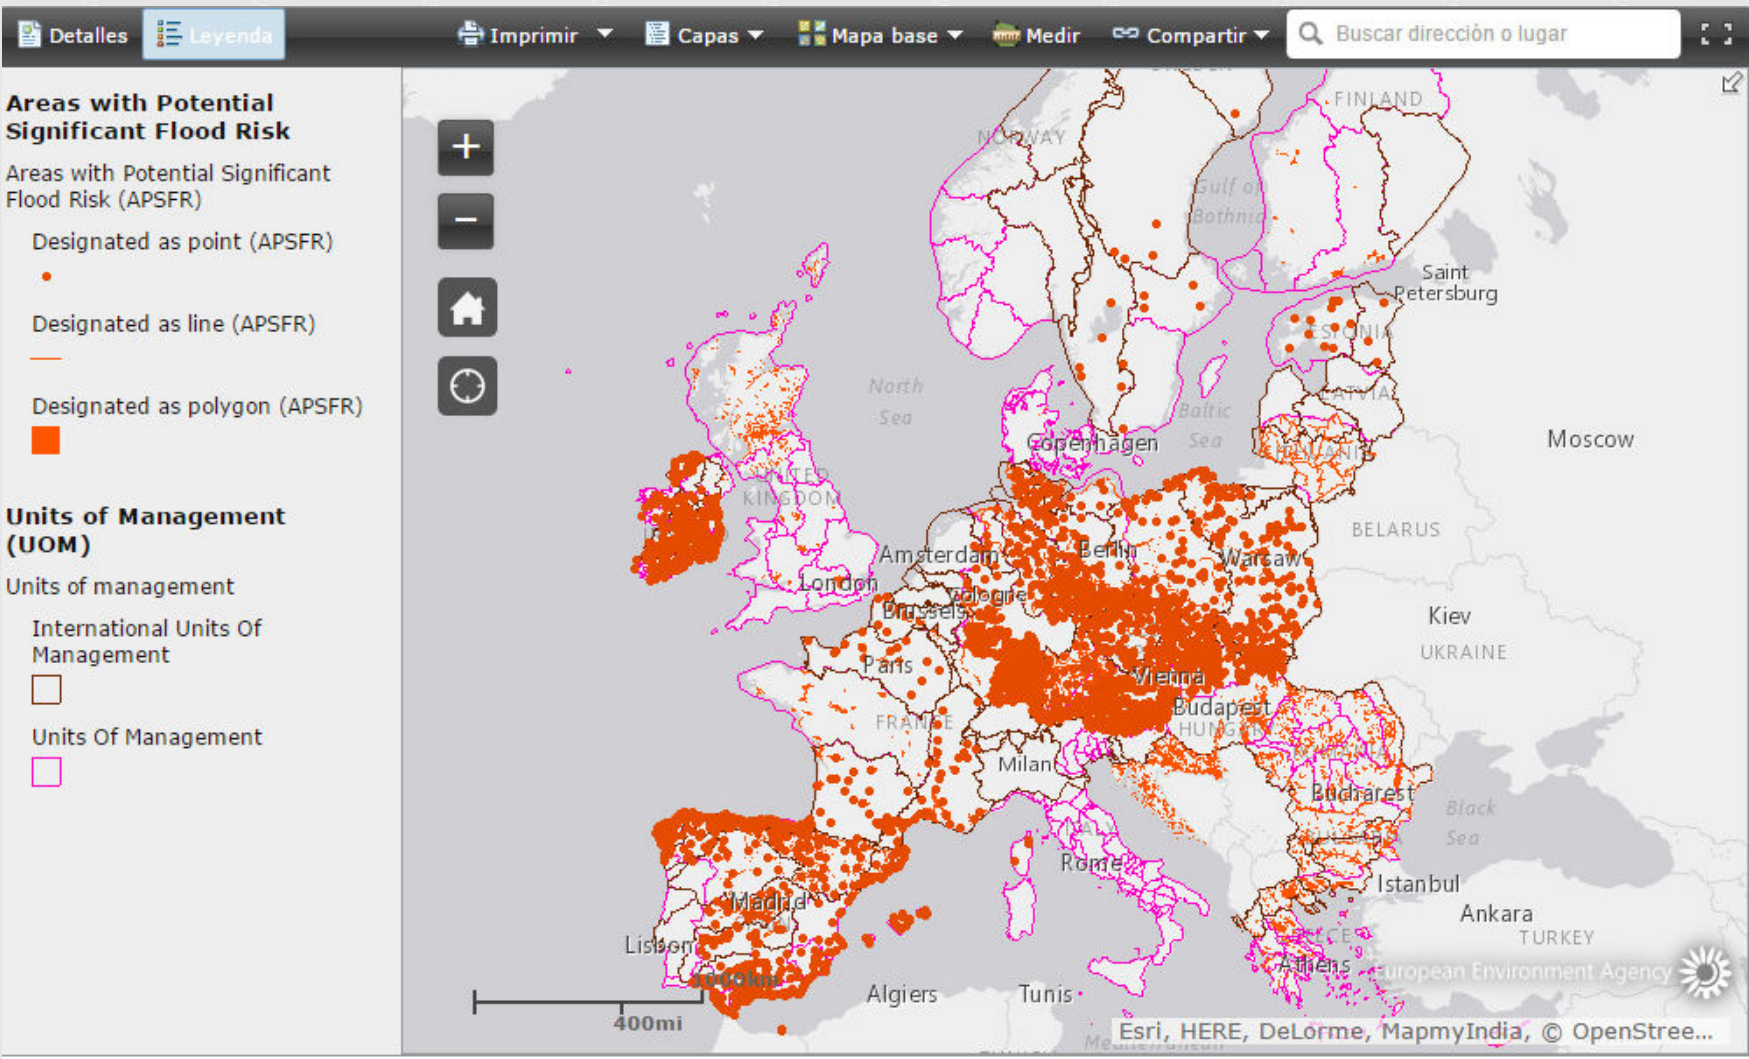 Detalles
Leyenda
Imprimir
Capas
Mapa base
Medir
Compartir
Buscar dirección o lugar
Areas with Potential
Significant Flood Risk
Areas with Potential Significant
Flood Risk (APSFR)
Designated as point (APSFR)
Designated as line (APSFR)
Designated as polygon (APSFR)
Units of Management
(UOM)
Units of management
International Units Of
Management
Units Of Management
+
−
FINLAND
NORWAY
Gulf of
Bothnia
Saint
Petersburg
ESTONIA
LATVIA
North
Sea
Baltic
Sea
Copenhagen
Moscow
UNITED
KINGDOM
BELARUS
Amsterdam
Berlin
Warsaw
London
Cologne
Brussels
Kiev
UKRAINE
Paris
Vienna
Budapest
HUNGARY
FRANCE
Milan
Bucharest
Black
Sea
ITALY
Rome
Istanbul
Madrid
Ankara
TURKEY
Lisbon
Athens
European Environment Agency
1000km
400mi
Algiers
Tunis
Esri, HERE, DeLorme, MapmyIndia, © OpenStree...
Mediterranean